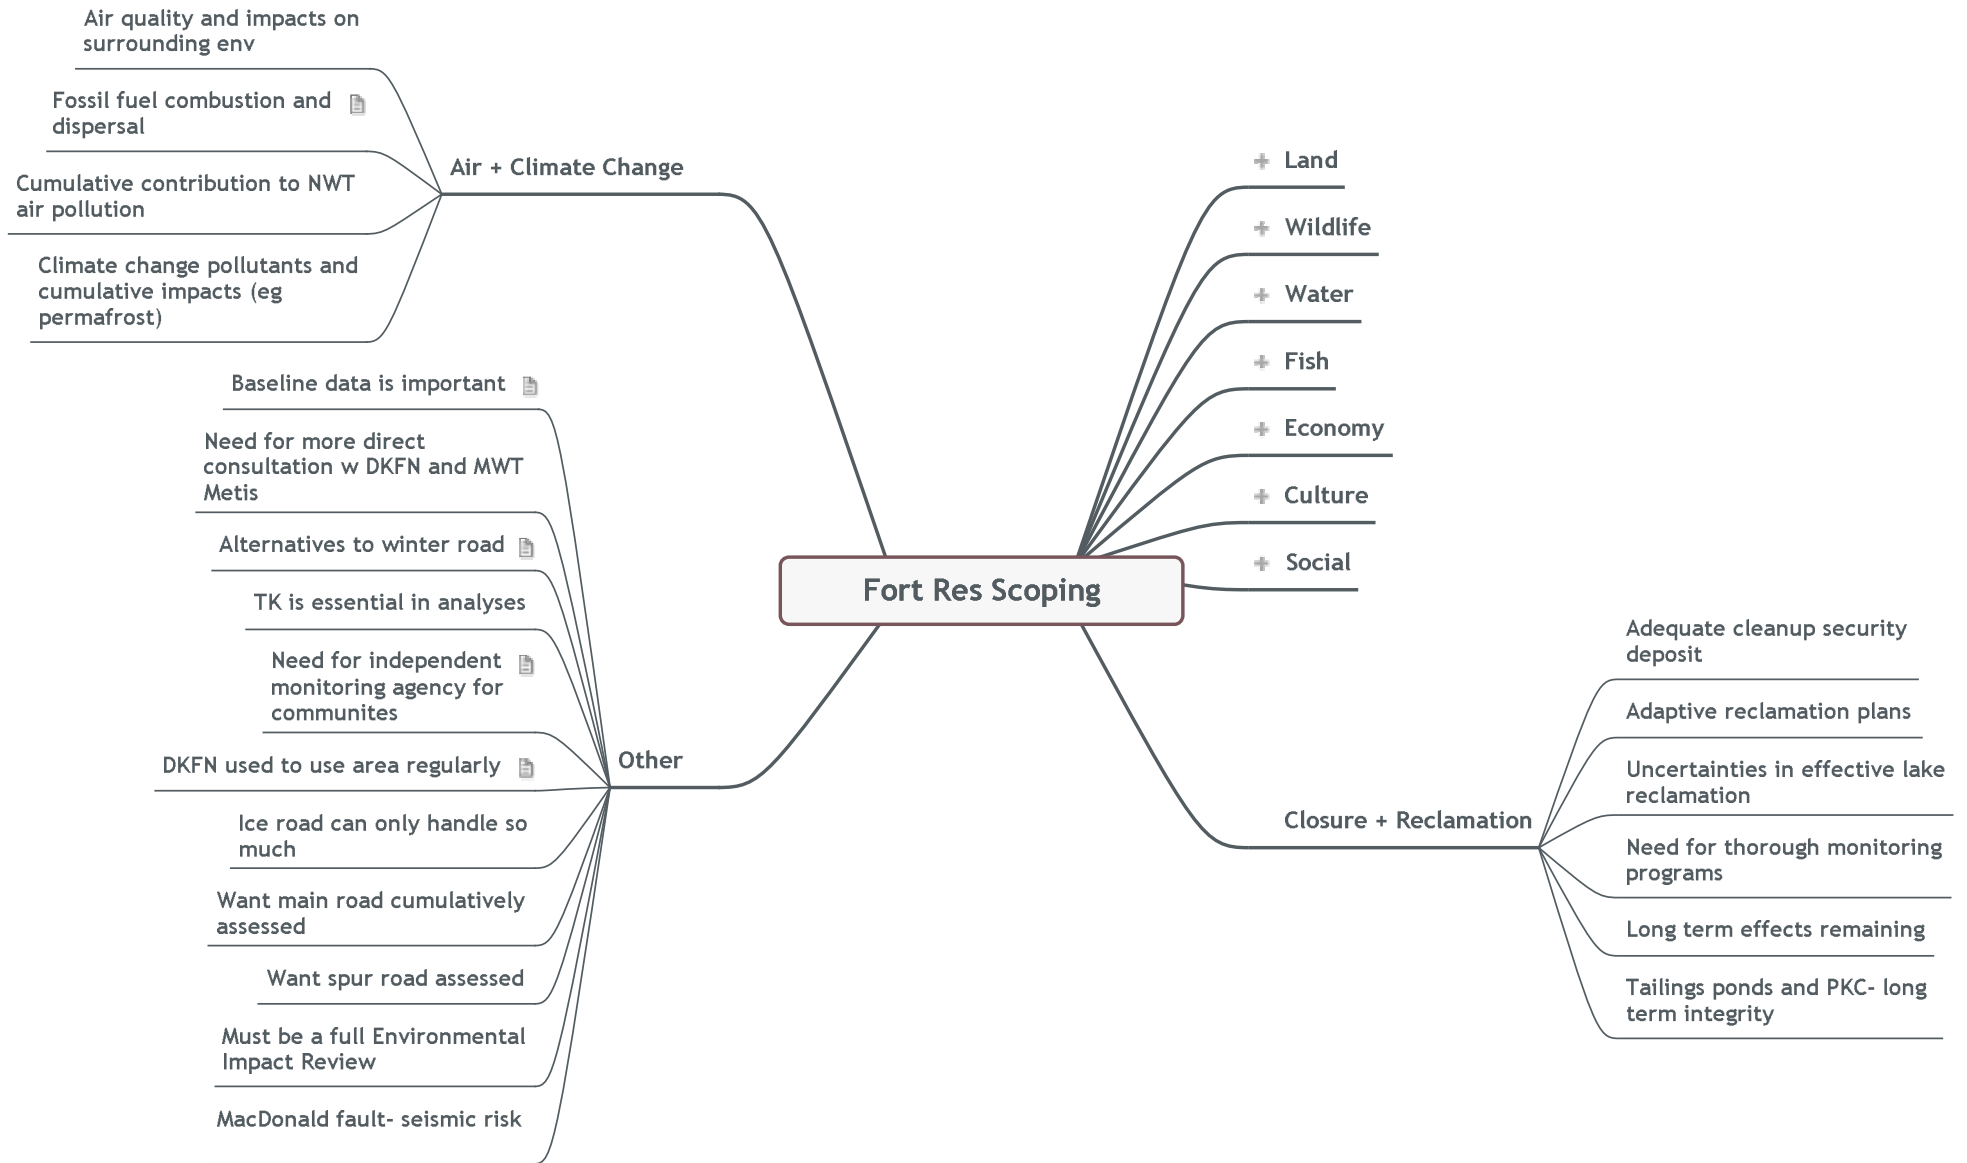 Air quality and impacts on
surrounding env
Fossil fuel combustion and
dispersal
Cumulative contribution to NWT
air pollution
Climate change pollutants and
cumulative impacts (eg
permafrost)
Air + Climate Change
Baseline data is important
Need for more direct
consultation w DKFN and MWT
Metis
Alternatives to winter road
TK is essential in analyses
Need for independent
monitoring agency for
communites
DKFN used to use area regularly
Ice road can only handle so
much
Want main road cumulatively
assessed
Want spur road assessed
Must be a full Environmental
Impact Review
MacDonald fault- seismic risk
Other
Fort Res Scoping
Land
Wildlife
Water
Fish
Economy
Culture
Social
Closure + Reclamation
Adequate cleanup security
deposit
Adaptive reclamation plans
Uncertainties in effective lake
reclamation
Need for thorough monitoring
programs
Long term effects remaining
Tailings ponds and PKC- long
term integrity